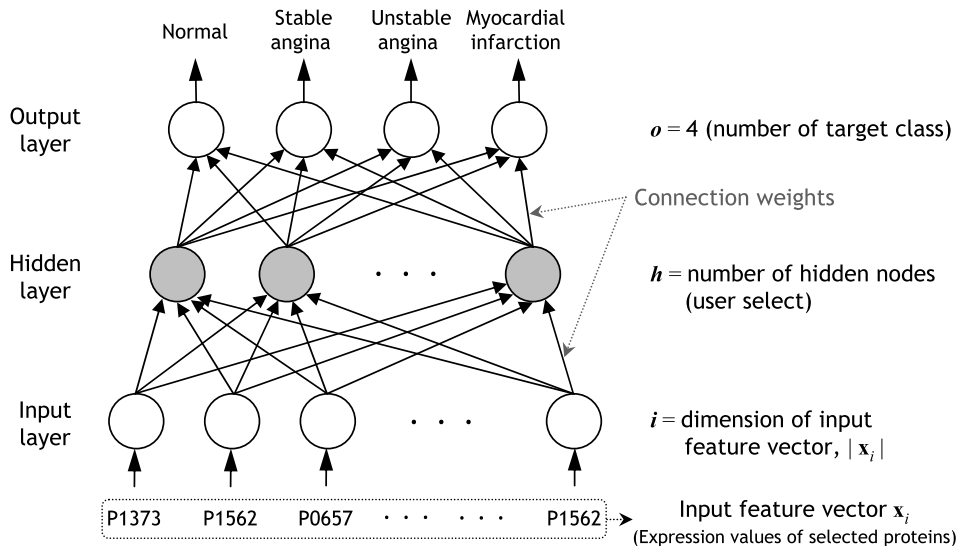 Normal
Stable
angina
Unstable
angina
Myocardial
infarction
Output
layer
o = 4 (number of target class)
Connection weights
Hidden
layer
. . .
h = number of hidden nodes
(user select)
Input
layer
. . .
i = dimension of input
feature vector, | xᵢ |
P1373 P1562 P0657 . . . . . . P1562
Input feature vector xᵢ
(Expression values of selected proteins)